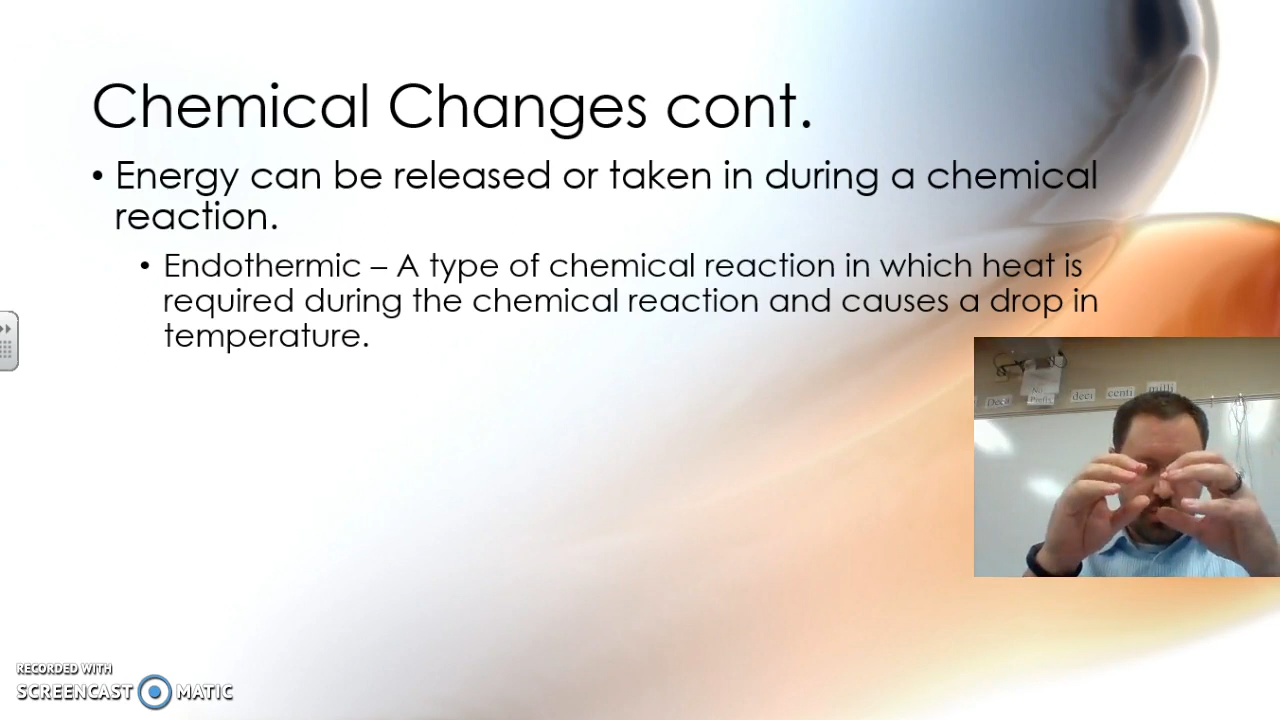 Chemical Changes cont.
• Energy can be released or taken in during a chemical
reaction.
• Endothermic – A type of chemical reaction in which heat is
required during the chemical reaction and causes a drop in
temperature.
No
Prefix
Deca
deci
centi
milli
RECORDED WITH
SCREENCAST MATIC